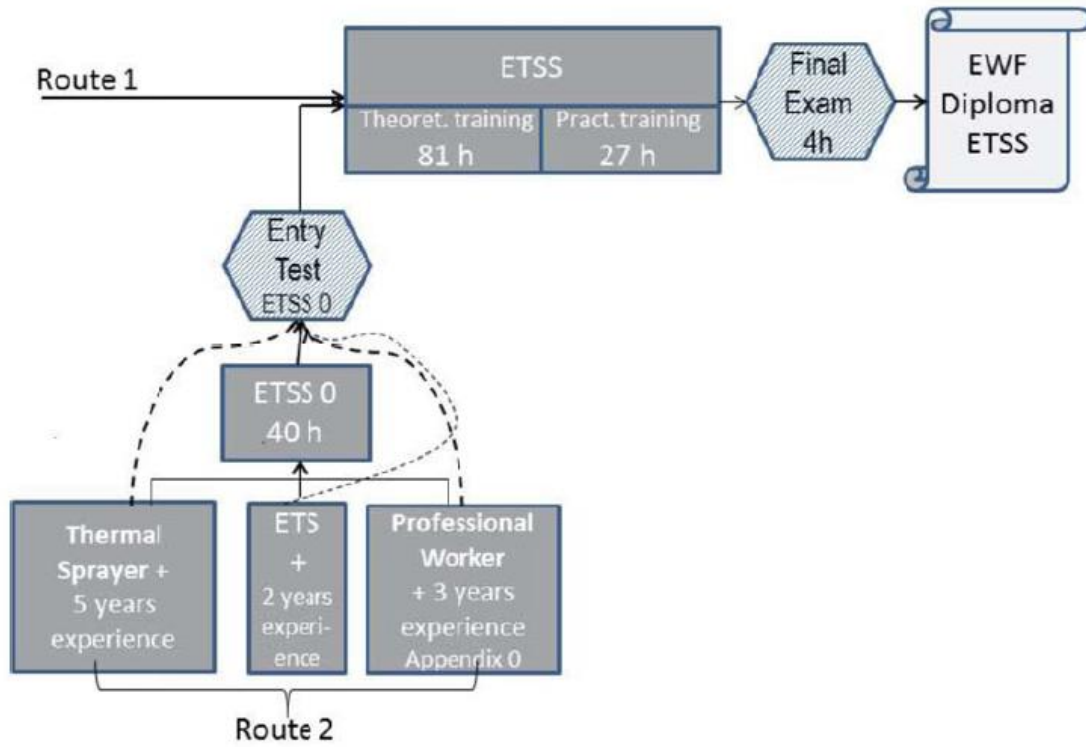 Route 1
ETSS
Theoret. training
81 h
Pract. training
27 h
Final
Exam
4h
EWF
Diploma
ETSS
Entry
Test
ETSS 0
ETSS 0
40 h
Thermal
Sprayer +
5 years
experience
ETS
+
2 years
experi-
ence
Professional
Worker
+ 3 years
experience
Appendix 0
Route 2